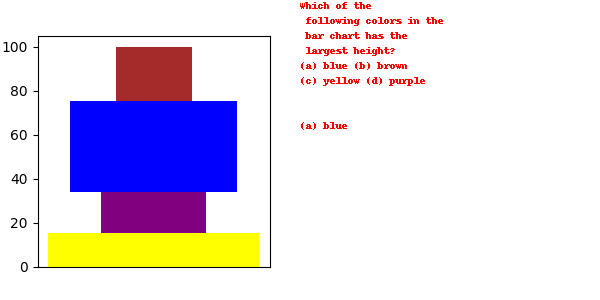 100
80
60
40
20
0
Which of the
following colors in the
bar chart has the
largest height?
(a) blue (b) brown
(c) yellow (d) purple
(a) blue